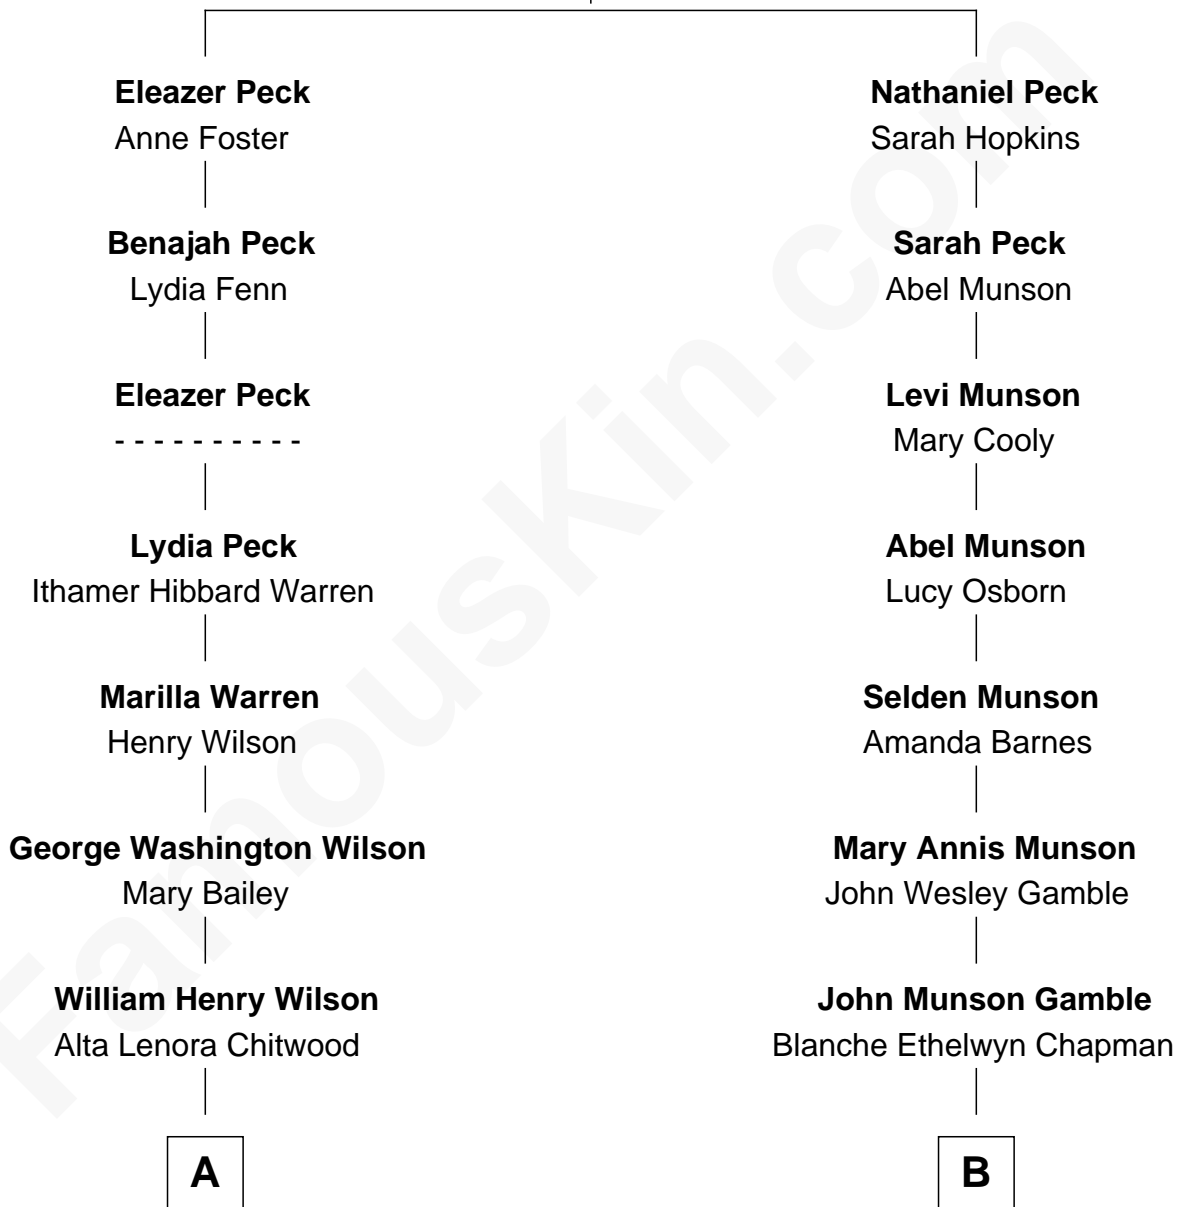 Eleazer Peck
Anne Foster
Benajah Peck
Lydia Fenn
Eleazer Peck
- - - - - - - - - -
Lydia Peck
Ithamer Hibbard Warren
Marilla Warren
Henry Wilson
George Washington Wilson
Mary Bailey
William Henry Wilson
Alta Lenora Chitwood
A
Nathaniel Peck
Sarah Hopkins
Sarah Peck
Abel Munson
Levi Munson
Mary Cooly
Abel Munson
Lucy Osborn
Selden Munson
Amanda Barnes
Mary Annis Munson
John Wesley Gamble
John Munson Gamble
Blanche Ethelwyn Chapman
B
FamousKin.com